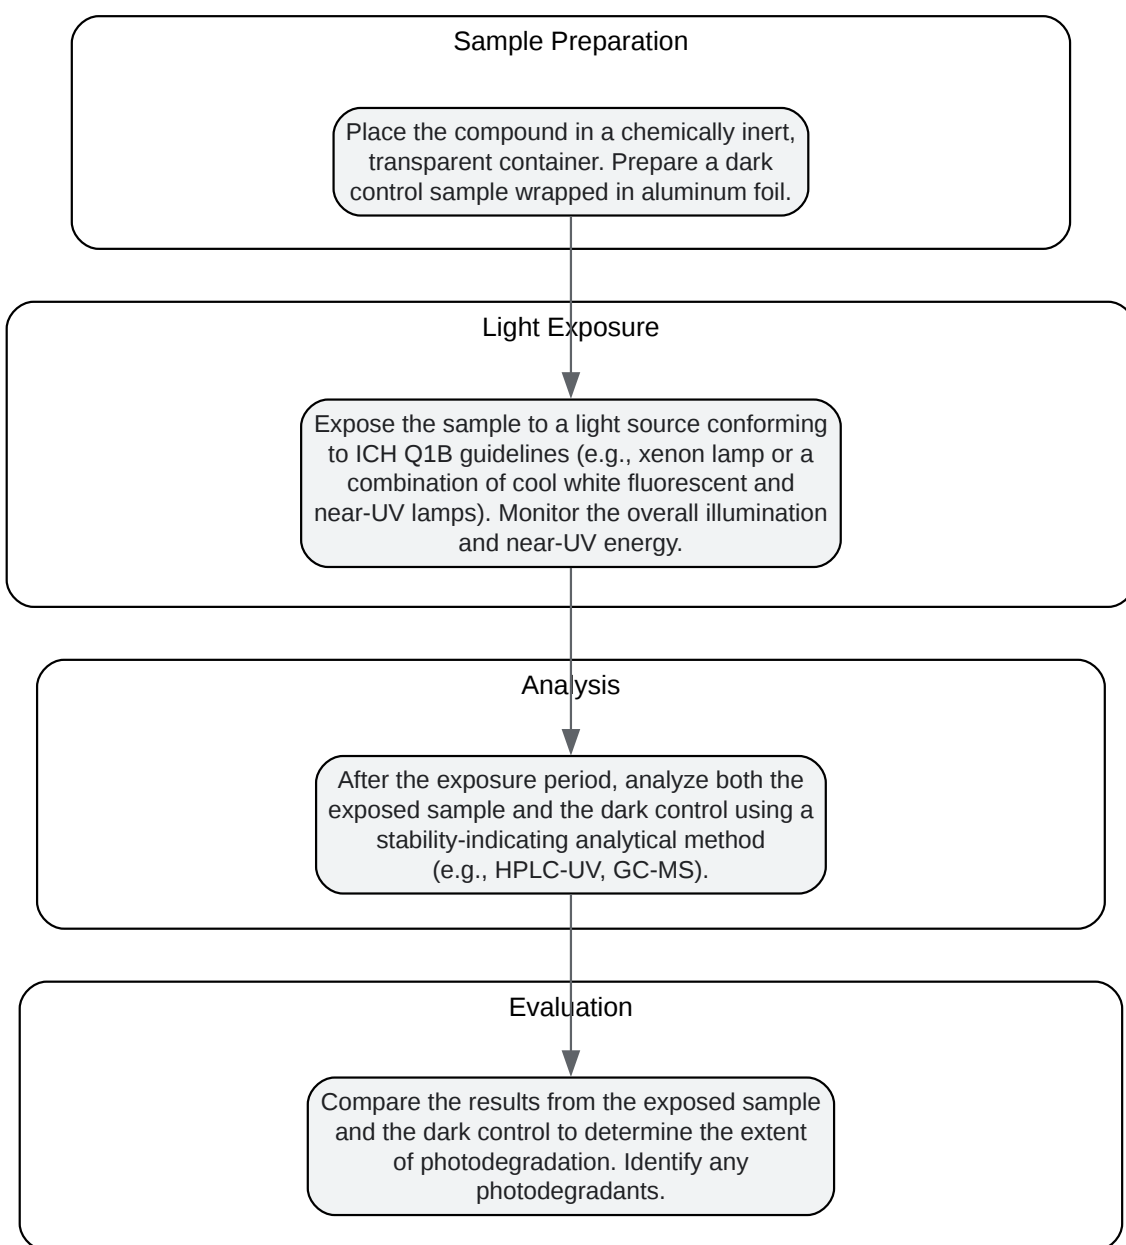 Sample Preparation
Place the compound in a chemically inert,
transparent container. Prepare a dark
control sample wrapped in aluminum foil.
Light Exposure
Expose the sample to a light source conforming
to ICH Q1B guidelines (e.g., xenon lamp or a
combination of cool white fluorescent and
near-UV lamps). Monitor the overall illumination
and near-UV energy.
Analysis
After the exposure period, analyze both the
exposed sample and the dark control using a
stability-indicating analytical method
(e.g., HPLC-UV, GC-MS).
Evaluation
Compare the results from the exposed sample
and the dark control to determine the extent
of photodegradation. Identify any
photodegradants.